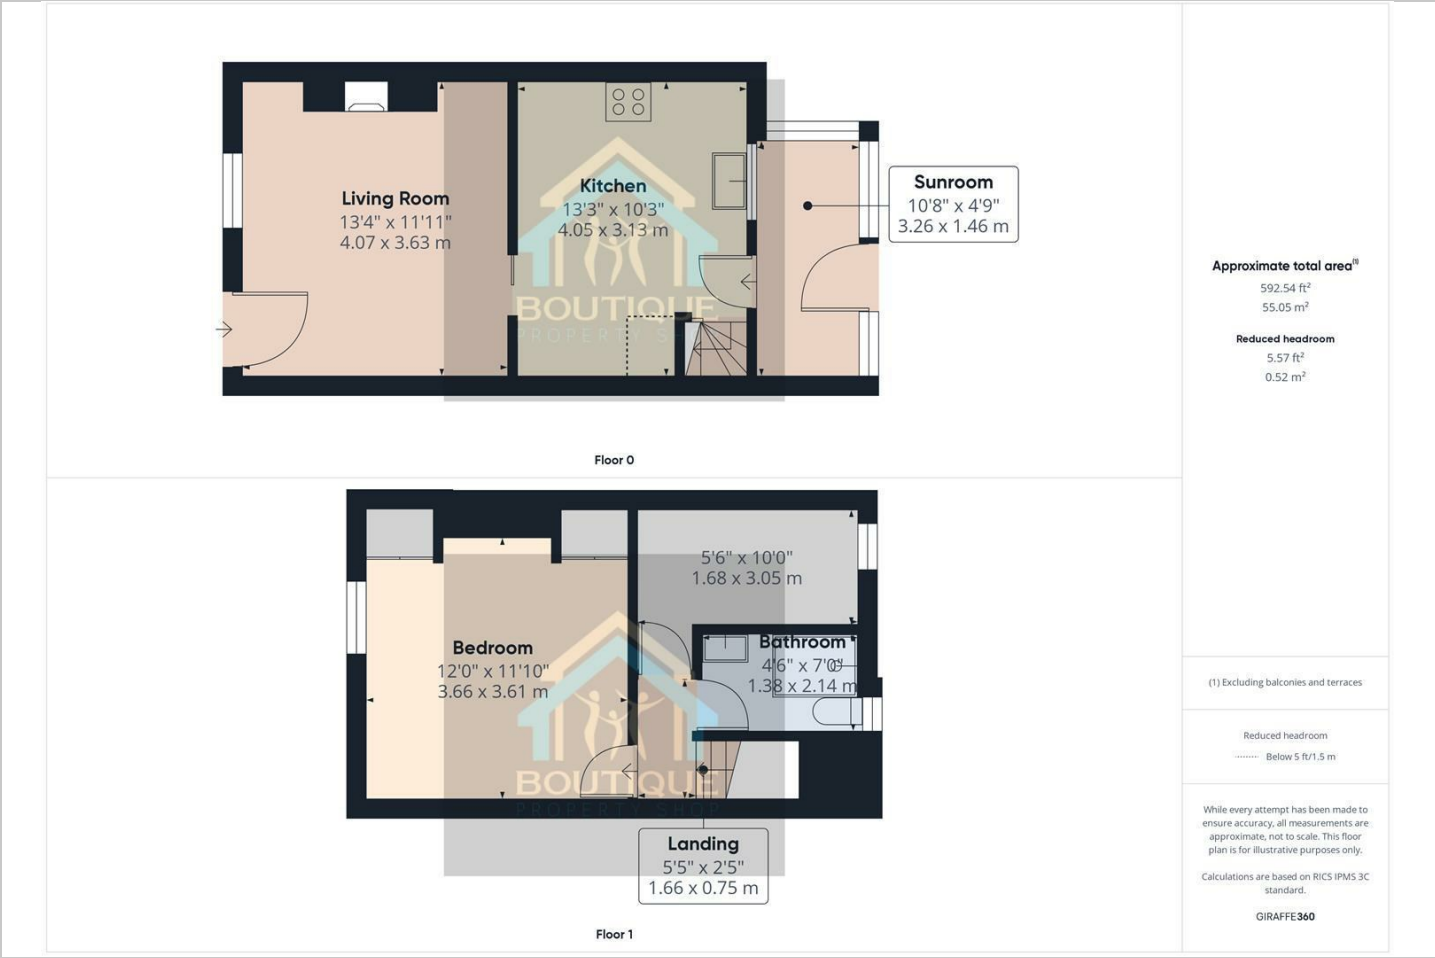 Living Room
13'4" x 11'11"
4.07 x 3.63 m
Kitchen
13'3" x 10'3"
4.05 x 3.13 m
Sunroom
10'8" x 4'9"
3.26 x 1.46 m
BOUTIQUE
PROPERTY SHOP
Floor 0
5'6" x 10'0"
1.68 x 3.05 m
Bedroom
12'0" x 11'10"
3.66 x 3.61 m
Bathroom
4'6" x 7'0"
1.38 x 2.14 m
BOUTIQUE
PROPERTY SHOP
Landing
5'5" x 2'5"
1.66 x 0.75 m
Floor 1
Approximate total area(1)
592.54 ft²
55.05 m²
Reduced headroom
5.57 ft²
0.52 m²
(1) Excluding balconies and terraces
Reduced headroom
Below 5 ft/1.5 m
While every attempt has been made to
ensure accuracy, all measurements are
approximate, not to scale. This floor
plan is for illustrative purposes only.
Calculations are based on RICS IPMS 3C
standard.
GIRAFFE360